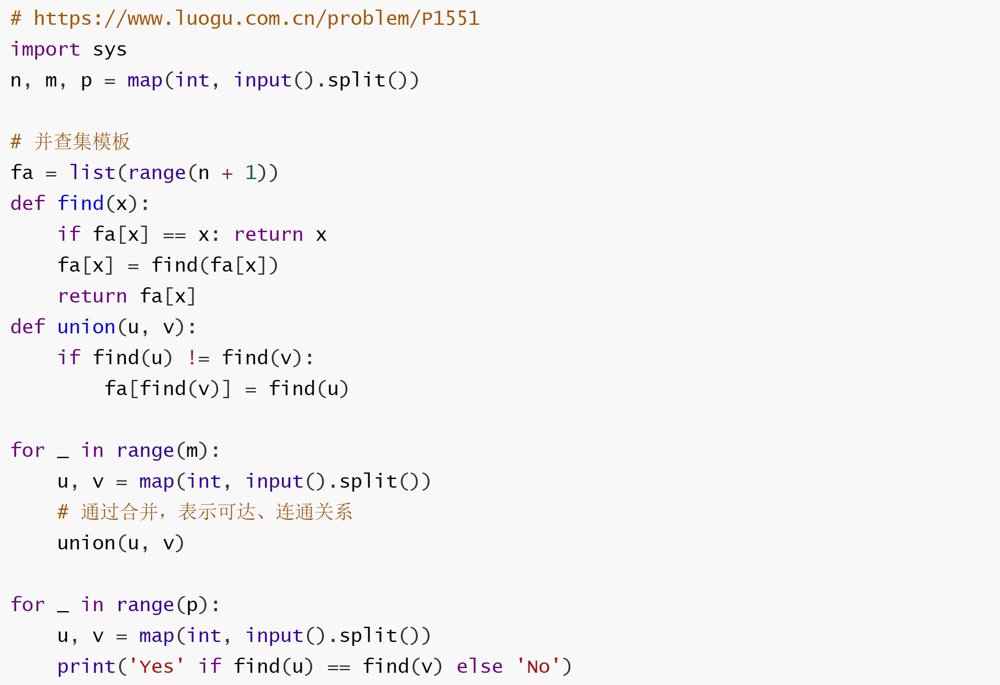 # https://www.luogu.com.cn/problem/P1551
import sys
n, m, p = map(int, input().split())
# 并查集模板
fa = list(range(n + 1))
def find(x):
    if fa[x] == x: return x
    fa[x] = find(fa[x])
    return fa[x]
def union(u, v):
    if find(u) != find(v):
        fa[find(v)] = find(u)
for _ in range(m):
    u, v = map(int, input().split())
    # 通过合并，表示可达、连通关系
    union(u, v)
for _ in range(p):
    u, v = map(int, input().split())
    print('Yes' if find(u) == find(v) else 'No')